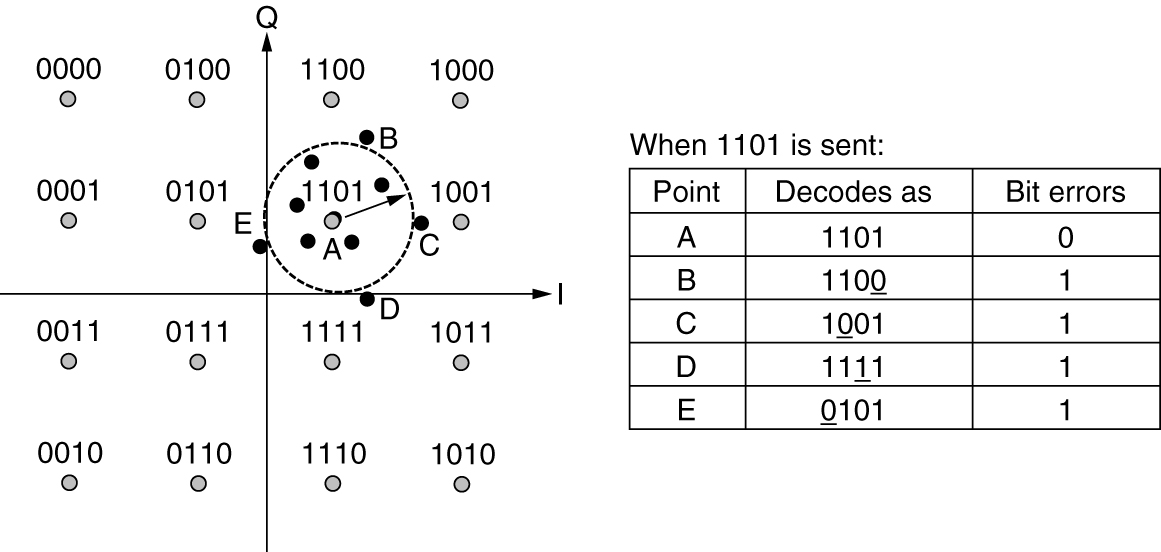 Q
0000 0100 1100 1000
B
0001 0101 1101 1001
E
A
C
I
D
0011 0111 1111 1011
0010 0110 1110 1010
When 1101 is sent:
Point Decodes as Bit errors
A 1101 0
B 1100 1
C 1001 1
D 1111 1
E 0101 1